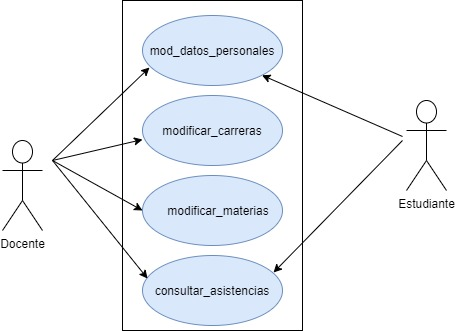 mod_datos_personales
modificar_carreras
modificar_materias
consultar_asistencias
Docente
Estudiante